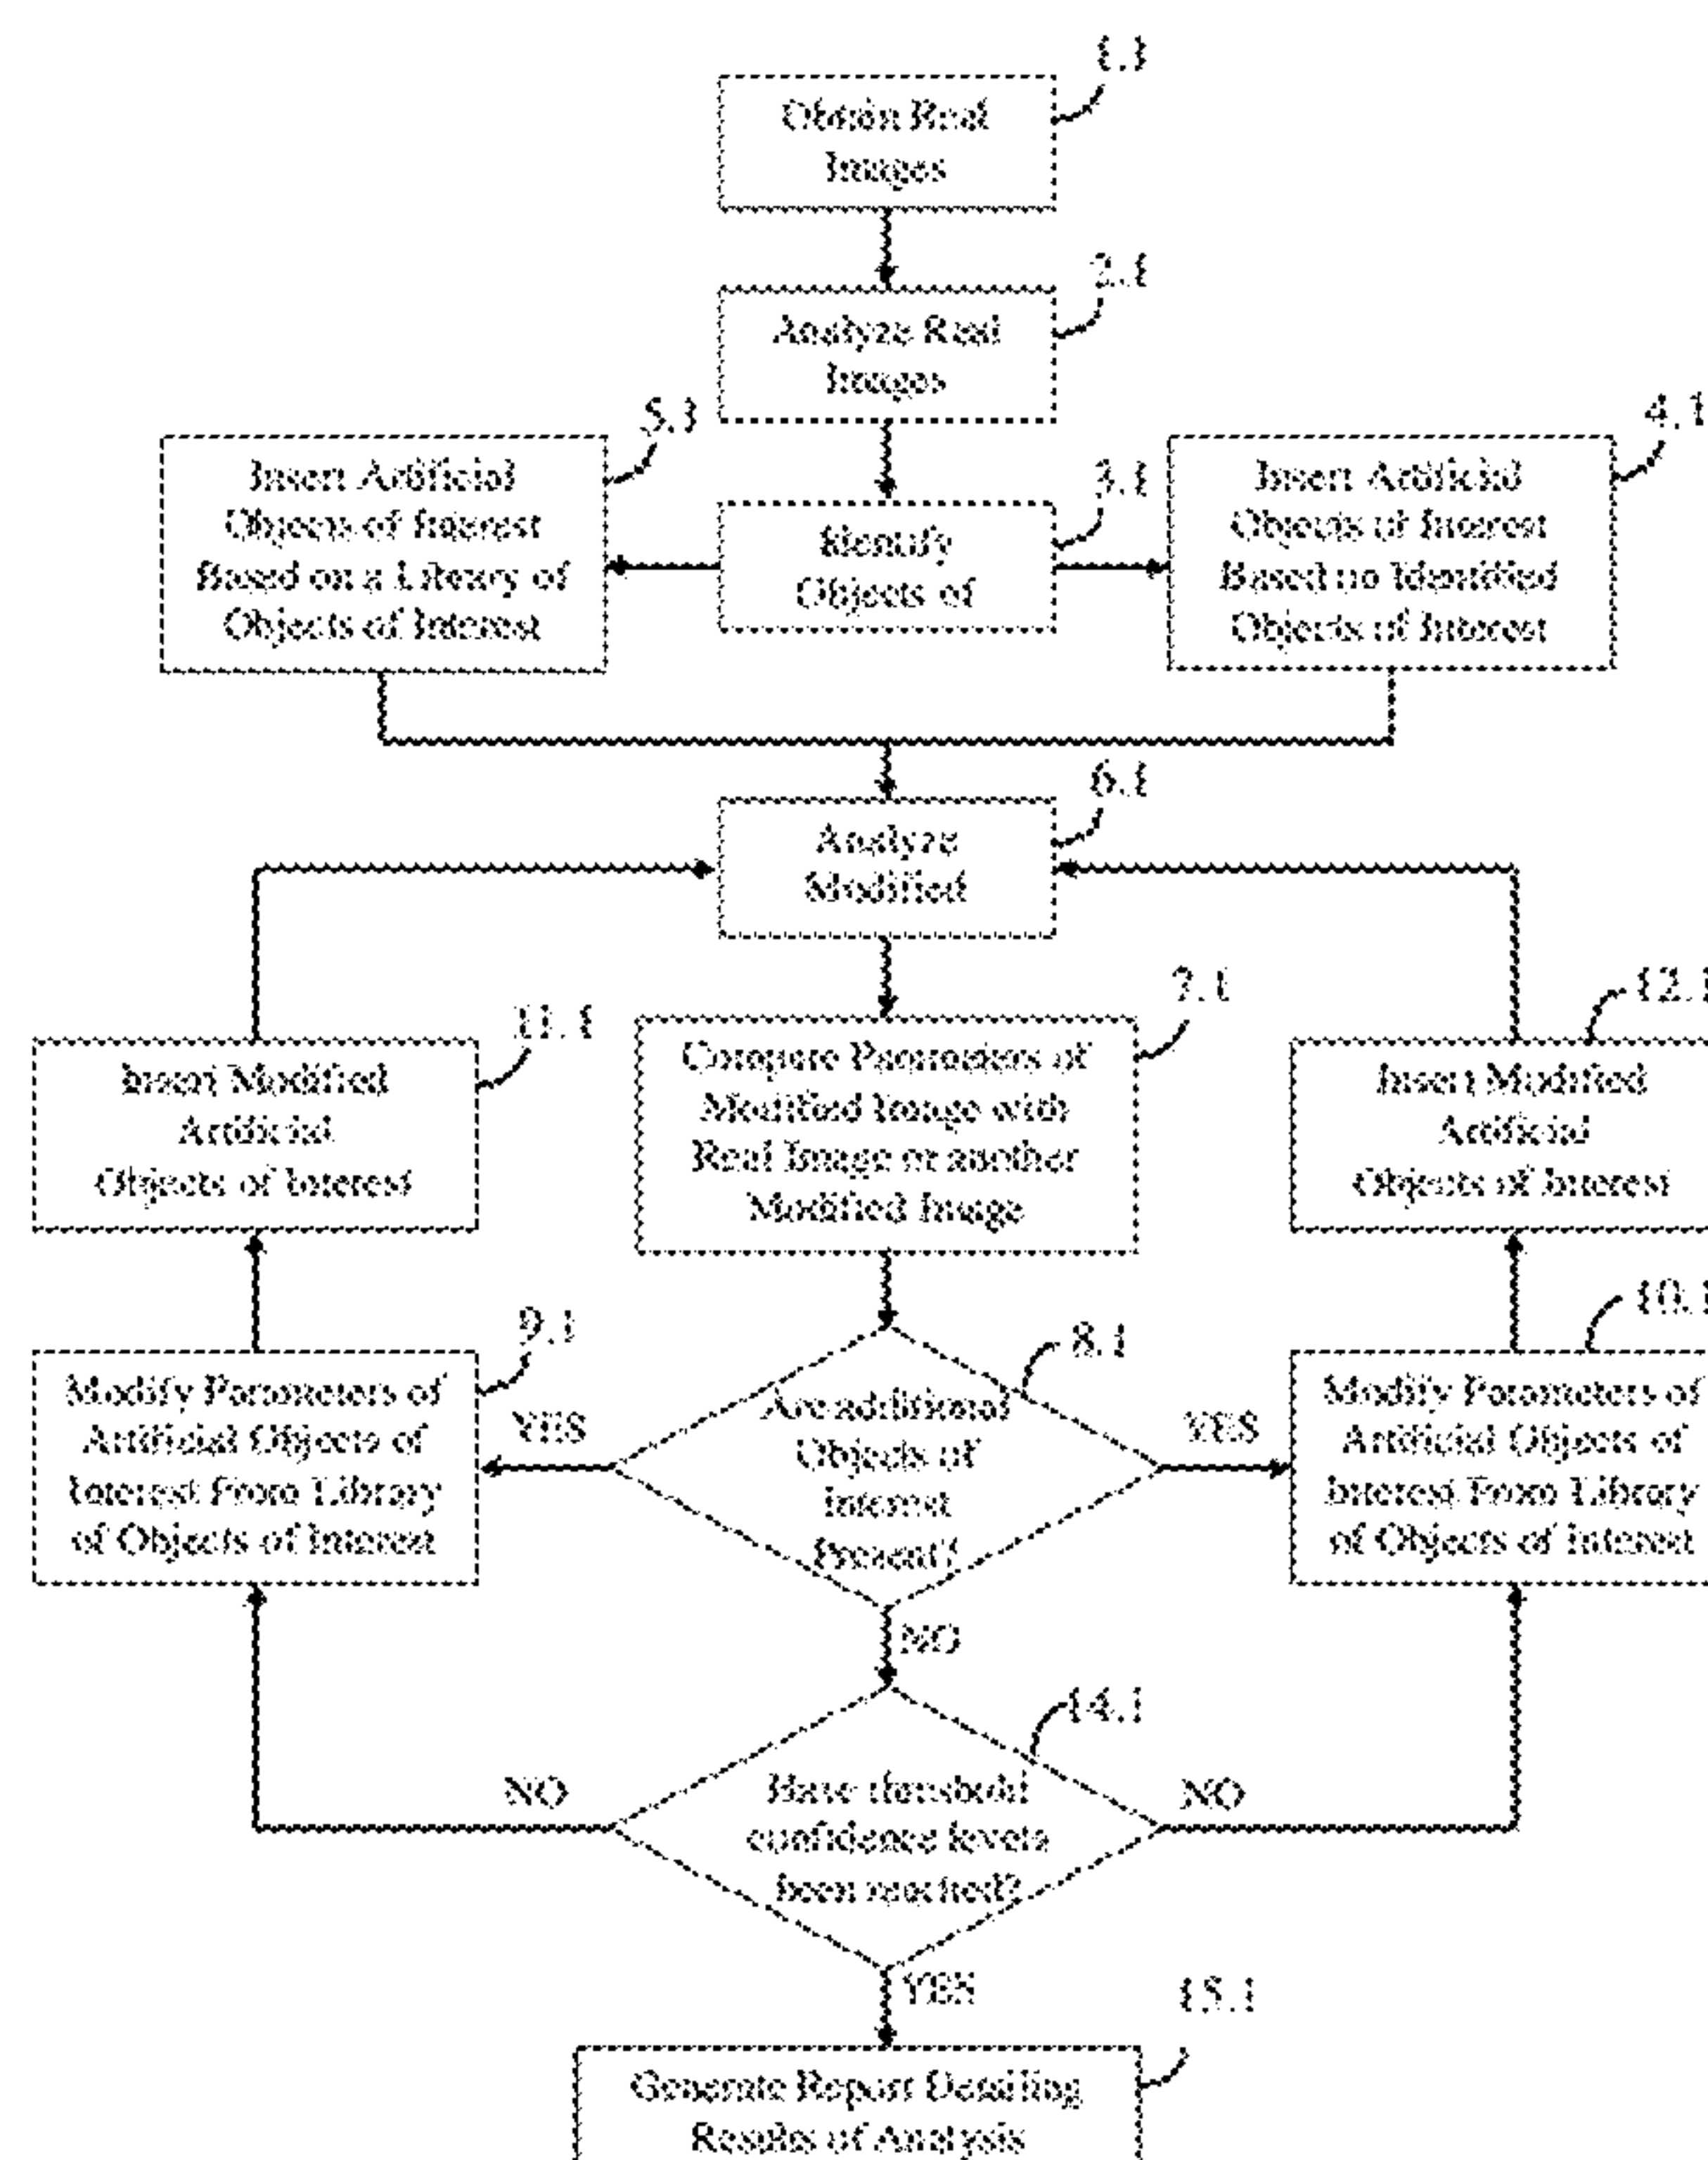 1.1
Obtain Real
Images
2.1
Analyze Real
Images
5.1
Insert Artificial
Objects of Interest
Based on a Library of
Objects of Interest
3.1
Identify
Objects of
4.1
Insert Artificial
Objects of Interest
Based no Identified
Objects of Interest
6.1
Analyze
Modified
11.1
Insert Modified
Artificial
Objects of Interest
7.1
Compare Parameters of
Modified Image with
Real Image or another
Modified Image
12.1
Insert Modified
Artificial
Objects of Interest
9.1
Modify Parameters of
Artificial Objects of
Interest From Library
of Objects of Interest
YES
8.1
Are additional
Objects of
interest
Present?
YES
10.1
Modify Parameters of
Artificial Objects of
Interest From Library
of Objects of Interest
NO
14.1
NO
Have threshold
confidence levels
been reached?
NO
YES
15.1
Generate Report Detailing
Results of Analysis